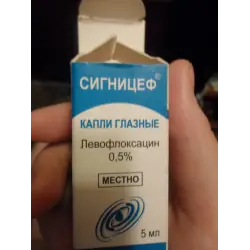 СИГНИЦЕФ®
КАПЛИ ГЛАЗНЫЕ
Левофлоксацин
0,5%
МЕСТНО
5 мл